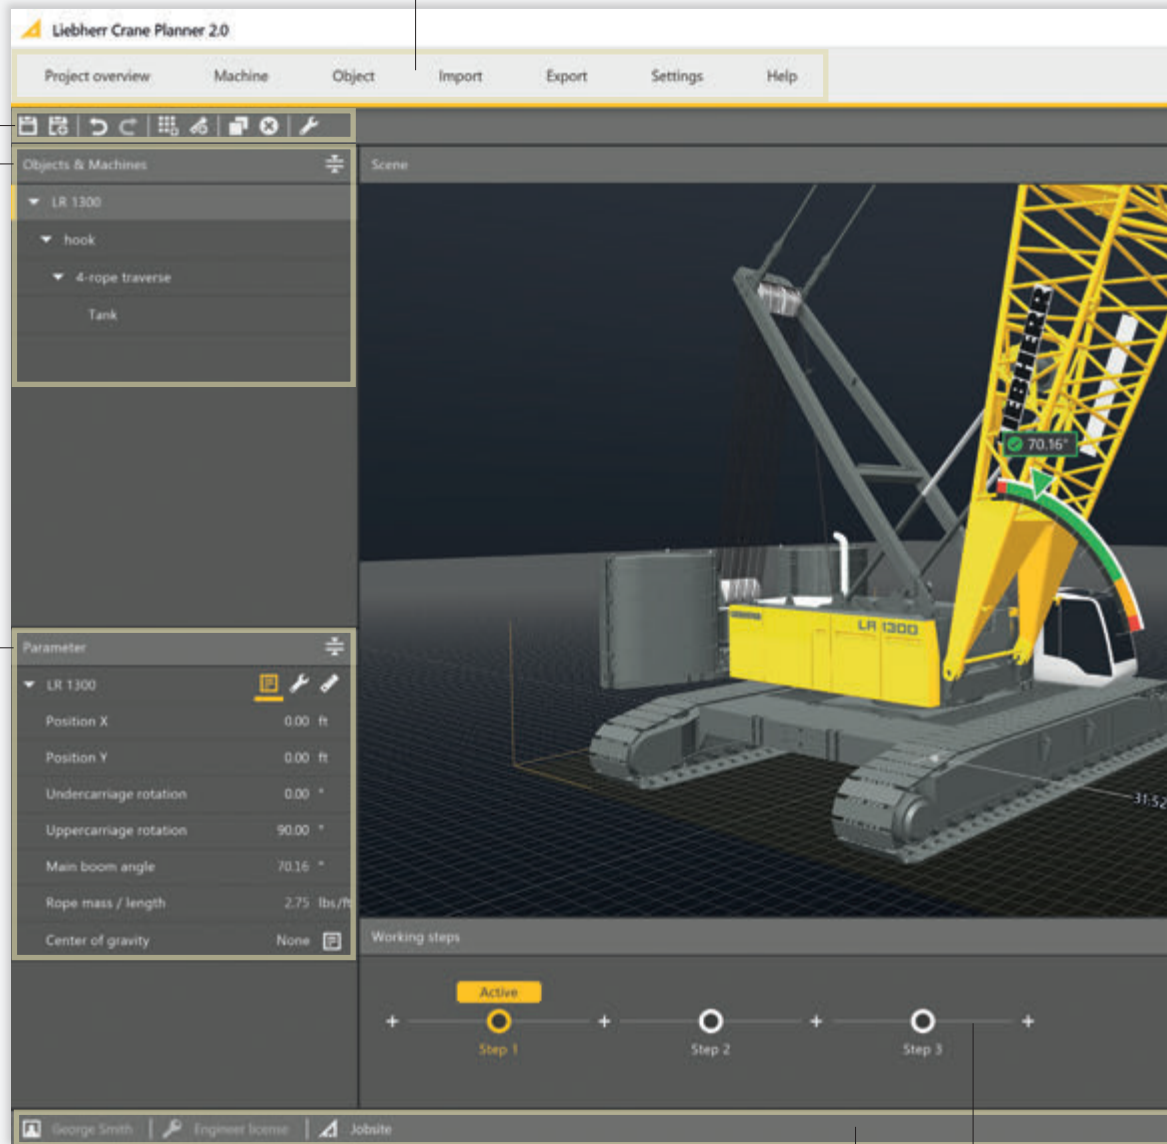 Liebherr Crane Planner 2.0
Project overview Machine Object Import Export Settings Help
Objects & Machines
Scene
LR 1300
hook
4-rope traverse
Tank
IEBHERR
70.16°
LR 1300
31.52
Parameter
LR 1300
Position X 0.00 ft
Position Y 0.00 ft
Undercarriage rotation 0.00 °
Uppercarriage rotation 90.00 °
Main boom angle 70.16 °
Rope mass / length 2.75 lbs/ft
Center of gravity None
Working steps
Active
Step 1 Step 2 Step 3
George Smith Engineer license Jobsite